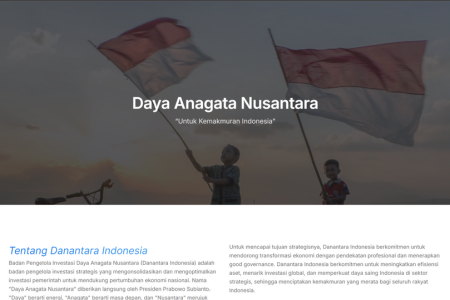 Daya Anagata Nusantara
"Untuk Kemakmuran Indonesia"
Tentang Danantara Indonesia
Badan Pengelola Investasi Daya Anagata Nusantara (Danantara Indonesia) adalah
badan pengelola investasi strategis yang mengonsolidasikan dan mengoptimalkan
investasi pemerintah untuk mendukung pertumbuhan ekonomi nasional. Nama
"Daya Anagata Nusantara" diberikan langsung oleh Presiden Prabowo Subianto.
"Daya" berarti energi, "Anagata" berarti masa depan, dan "Nusantara" merujuk
Untuk mencapai tujuan strategisnya, Danantara Indonesia berkomitmen untuk
mendorong transformasi ekonomi dengan pendekatan profesional dan menerapkan
good governance. Danantara Indonesia berkomitmen untuk meningkatkan efisiensi
aset, menarik investasi global, dan memperkuat daya saing Indonesia di sektor
strategis, sehingga menciptakan kemakmuran yang merata bagi seluruh rakyat
Indonesia.